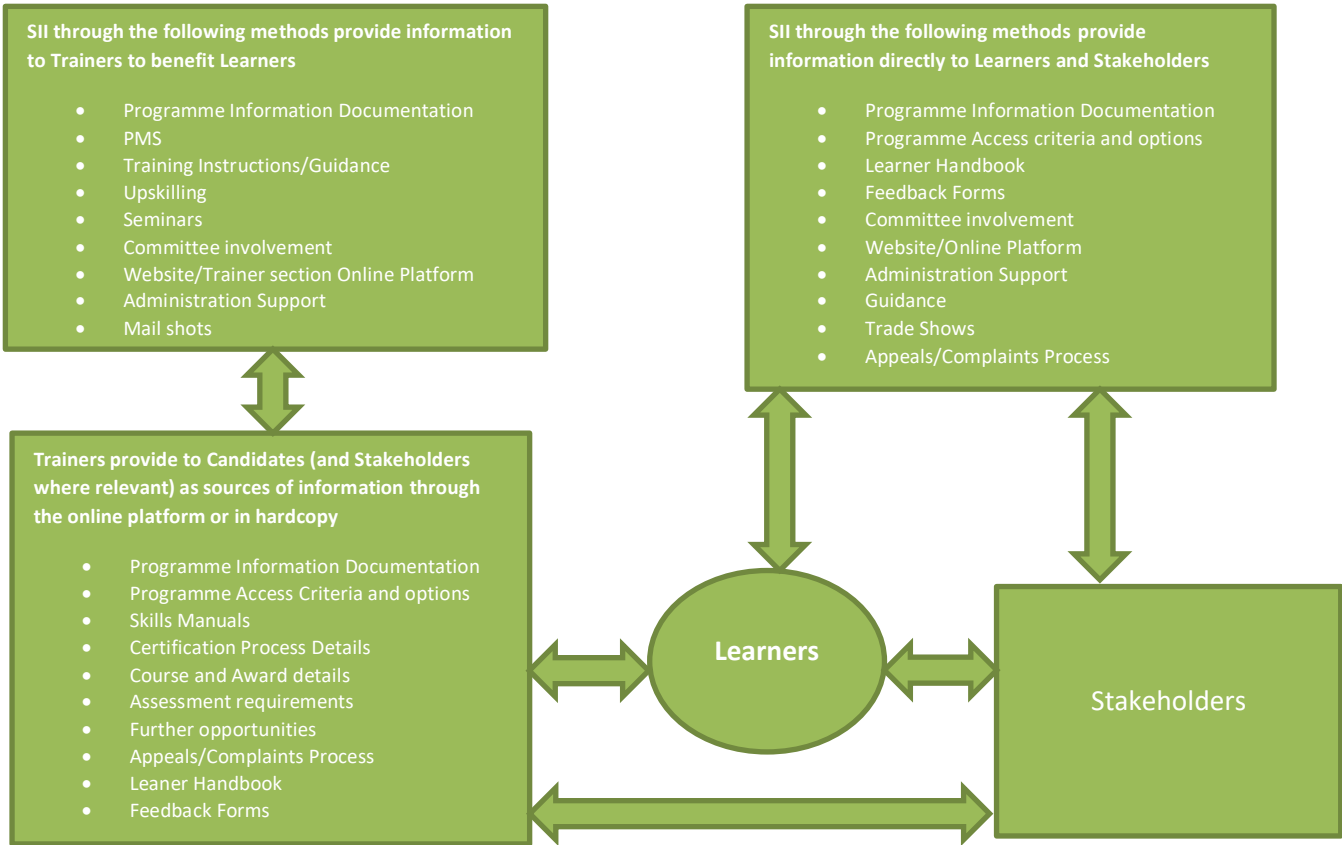 SII through the following methods provide information
to Trainers to benefit Learners
• Programme Information Documentation
• PMS
• Training Instructions/Guidance
• Upskilling
• Seminars
• Committee involvement
• Website/Trainer section Online Platform
• Administration Support
• Mail shots
SII through the following methods provide
information directly to Learners and Stakeholders
• Programme Information Documentation
• Programme Access criteria and options
• Learner Handbook
• Feedback Forms
• Committee involvement
• Website/Online Platform
• Administration Support
• Guidance
• Trade Shows
• Appeals/Complaints Process
Trainers provide to Candidates (and Stakeholders
where relevant) as sources of information through
the online platform or in hardcopy
• Programme Information Documentation
• Programme Access Criteria and options
• Skills Manuals
• Certification Process Details
• Course and Award details
• Assessment requirements
• Further opportunities
• Appeals/Complaints Process
• Leaner Handbook
• Feedback Forms
Learners
Stakeholders